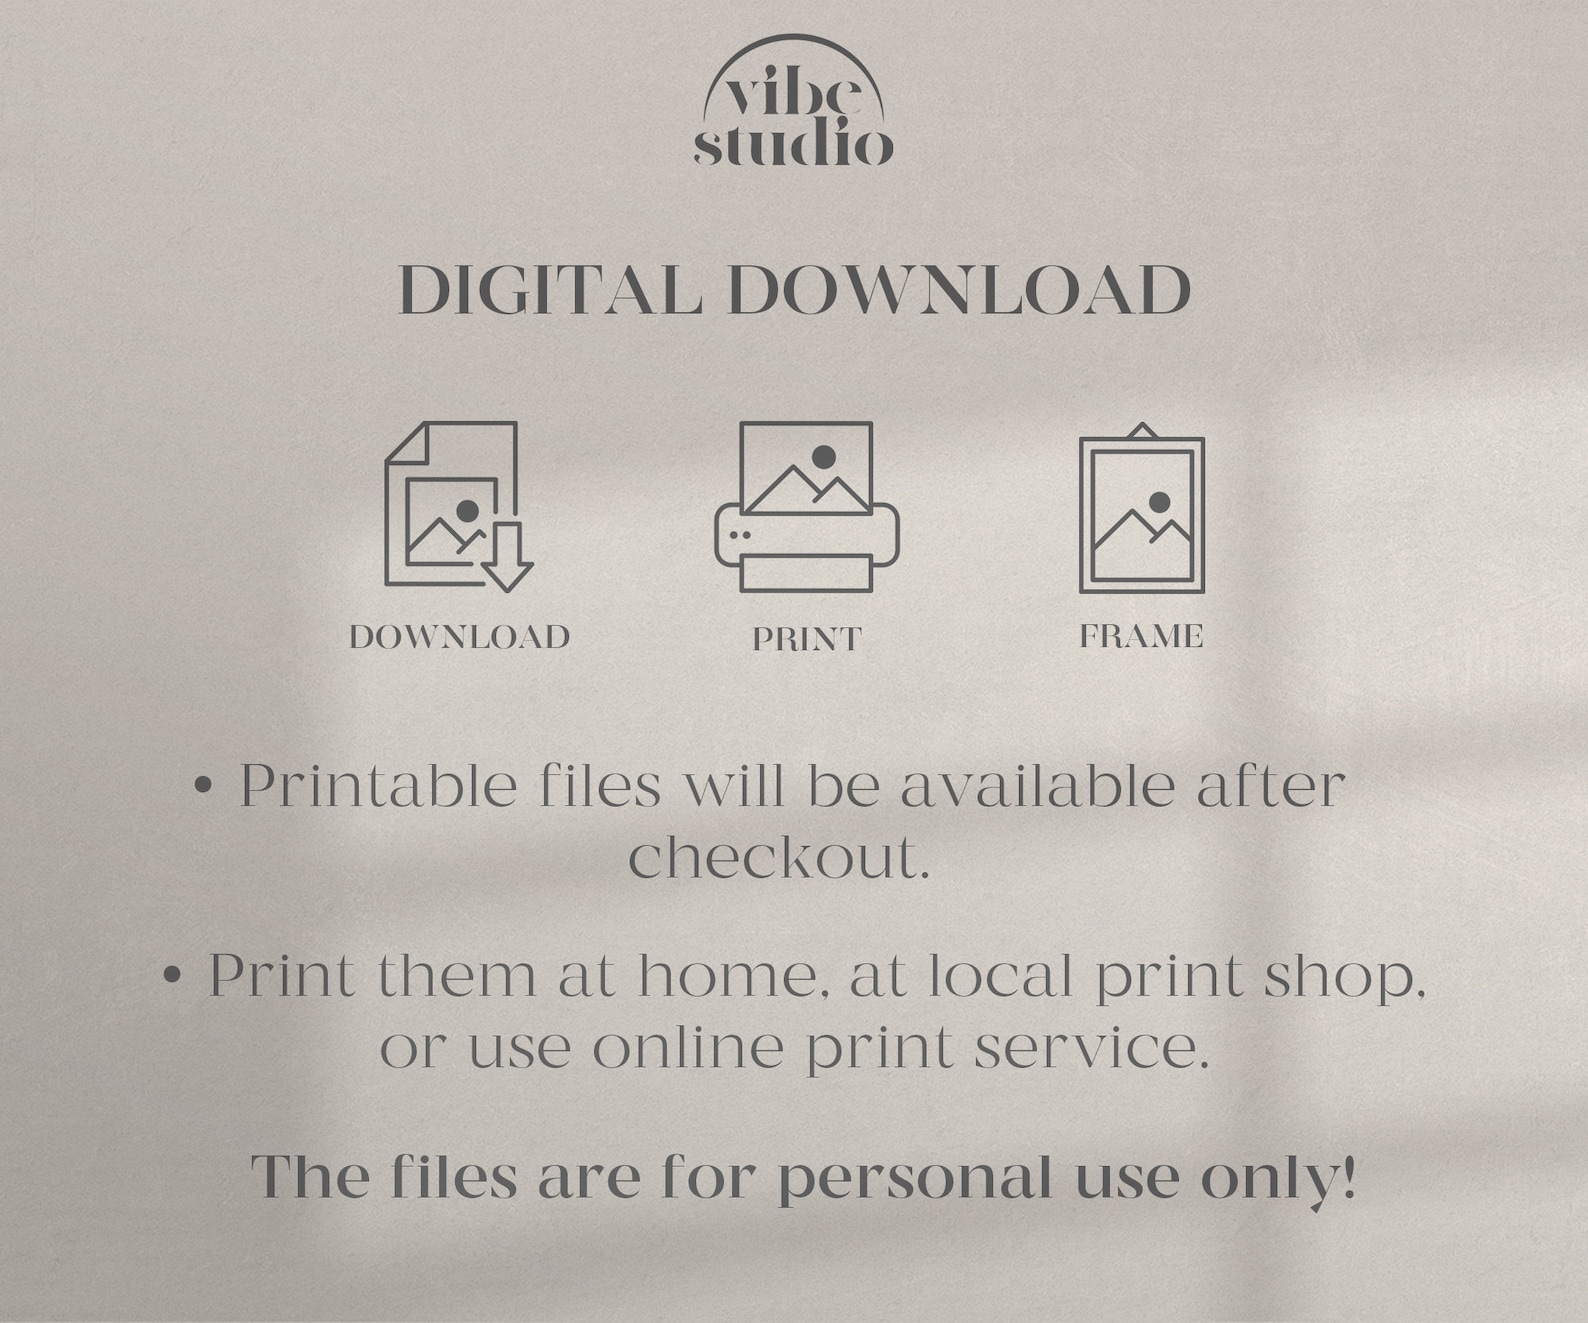 vibe
studio
DIGITAL DOWNLOAD
DOWNLOAD
PRINT
FRAME
• Printable files will be available after
checkout.
• Print them at home, at local print shop,
or use online print service.
The files are for personal use only!